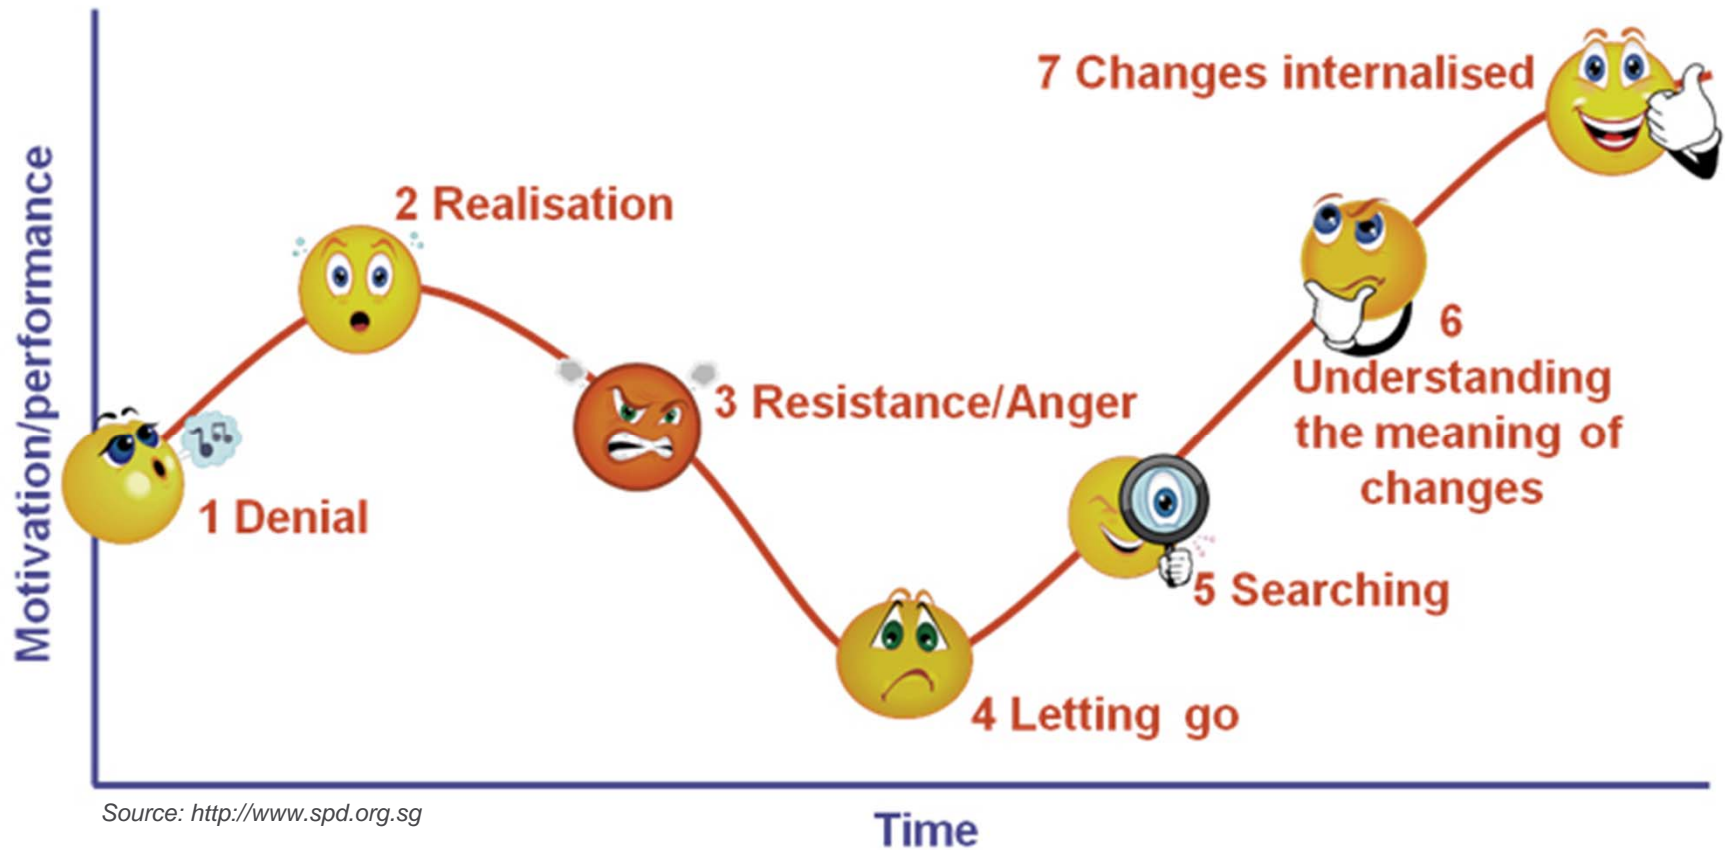 Motivation/performance
7 Changes internalised
2 Realisation
6
Understanding
the meaning of
changes
3 Resistance/Anger
1 Denial
5 Searching
4 Letting go
Source: http://www.spd.org.sg
Time